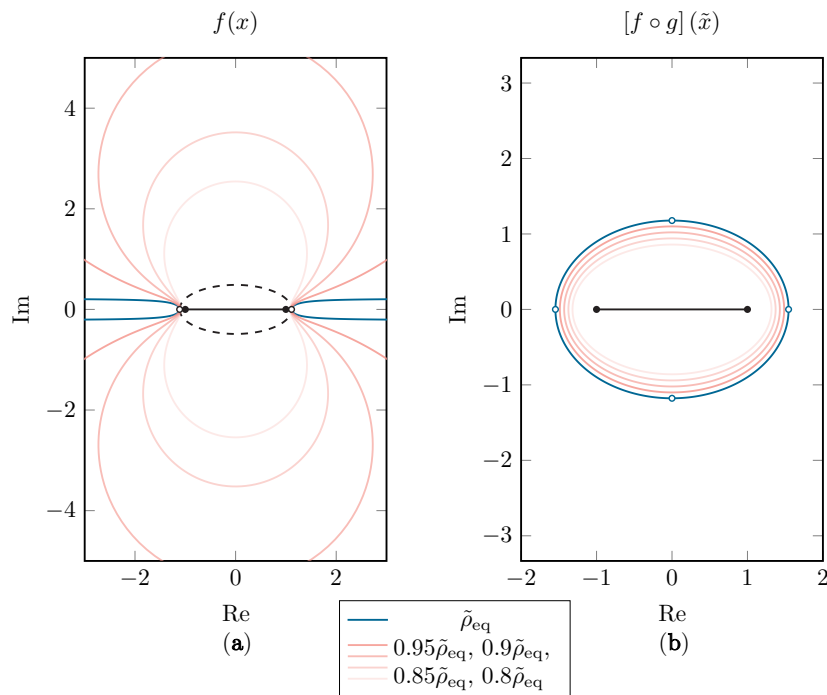 f(x)
[f ∘ g] (x̃)
4
2
0
−2
−4
Im
−2
0
2
Re
(a)
3
2
1
0
−1
−2
−3
Im
−2
−1
0
1
2
Re
(b)
ρ̃eq
0.95ρ̃eq, 0.9ρ̃eq,
0.85ρ̃eq, 0.8ρ̃eq